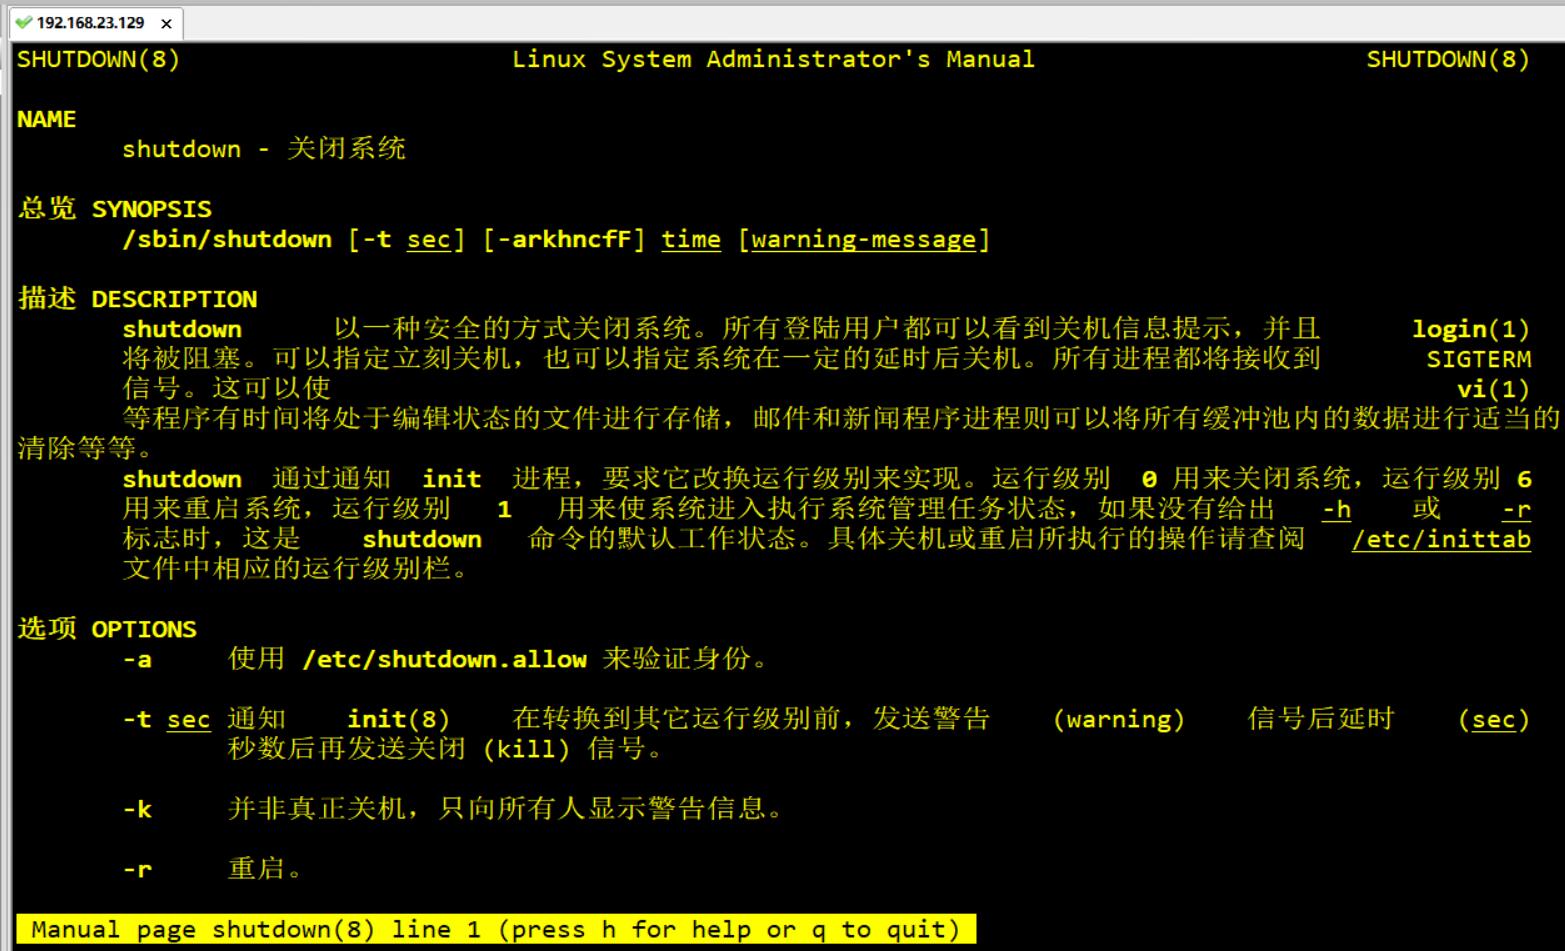 192.168.23.129 ×
SHUTDOWN(8) Linux System Administrator's Manual SHUTDOWN(8)
NAME
shutdown - 关闭系统
总览 SYNOPSIS
/sbin/shutdown [-t sec] [-arkhncfF] time [warning-message]
描述 DESCRIPTION
shutdown 以一种安全的方式关闭系统。所有登陆用户都可以看到关机信息提示，并且 login(1)
将被阻塞。可以指定立刻关机，也可以指定系统在一定的延时后关机。所有进程都将接收到 SIGTERM
信号。这可以使 vi(1)
等程序有时间将处于编辑状态的文件进行存储，邮件和新闻程序进程则可以将所有缓冲池内的数据进行适当的
清除等等。
shutdown 通过通知 init 进程，要求它改换运行级别来实现。运行级别 0 用来关闭系统，运行级别 6
用来重启系统，运行级别 1 用来使系统进入执行系统管理任务状态，如果没有给出 -h 或 -r
标志时，这是 shutdown 命令的默认工作状态。具体关机或重启所执行的操作请查阅 /etc/inittab
文件中相应的运行级别栏。
选项 OPTIONS
-a 使用 /etc/shutdown.allow 来验证身份。
-t sec 通知 init(8) 在转换到其它运行级别前，发送警告 (warning) 信号后延时 (sec)
秒数后再发送关闭 (kill) 信号。
-k 并非真正关机，只向所有人显示警告信息。
-r 重启。
Manual page shutdown(8) line 1 (press h for help or q to quit)